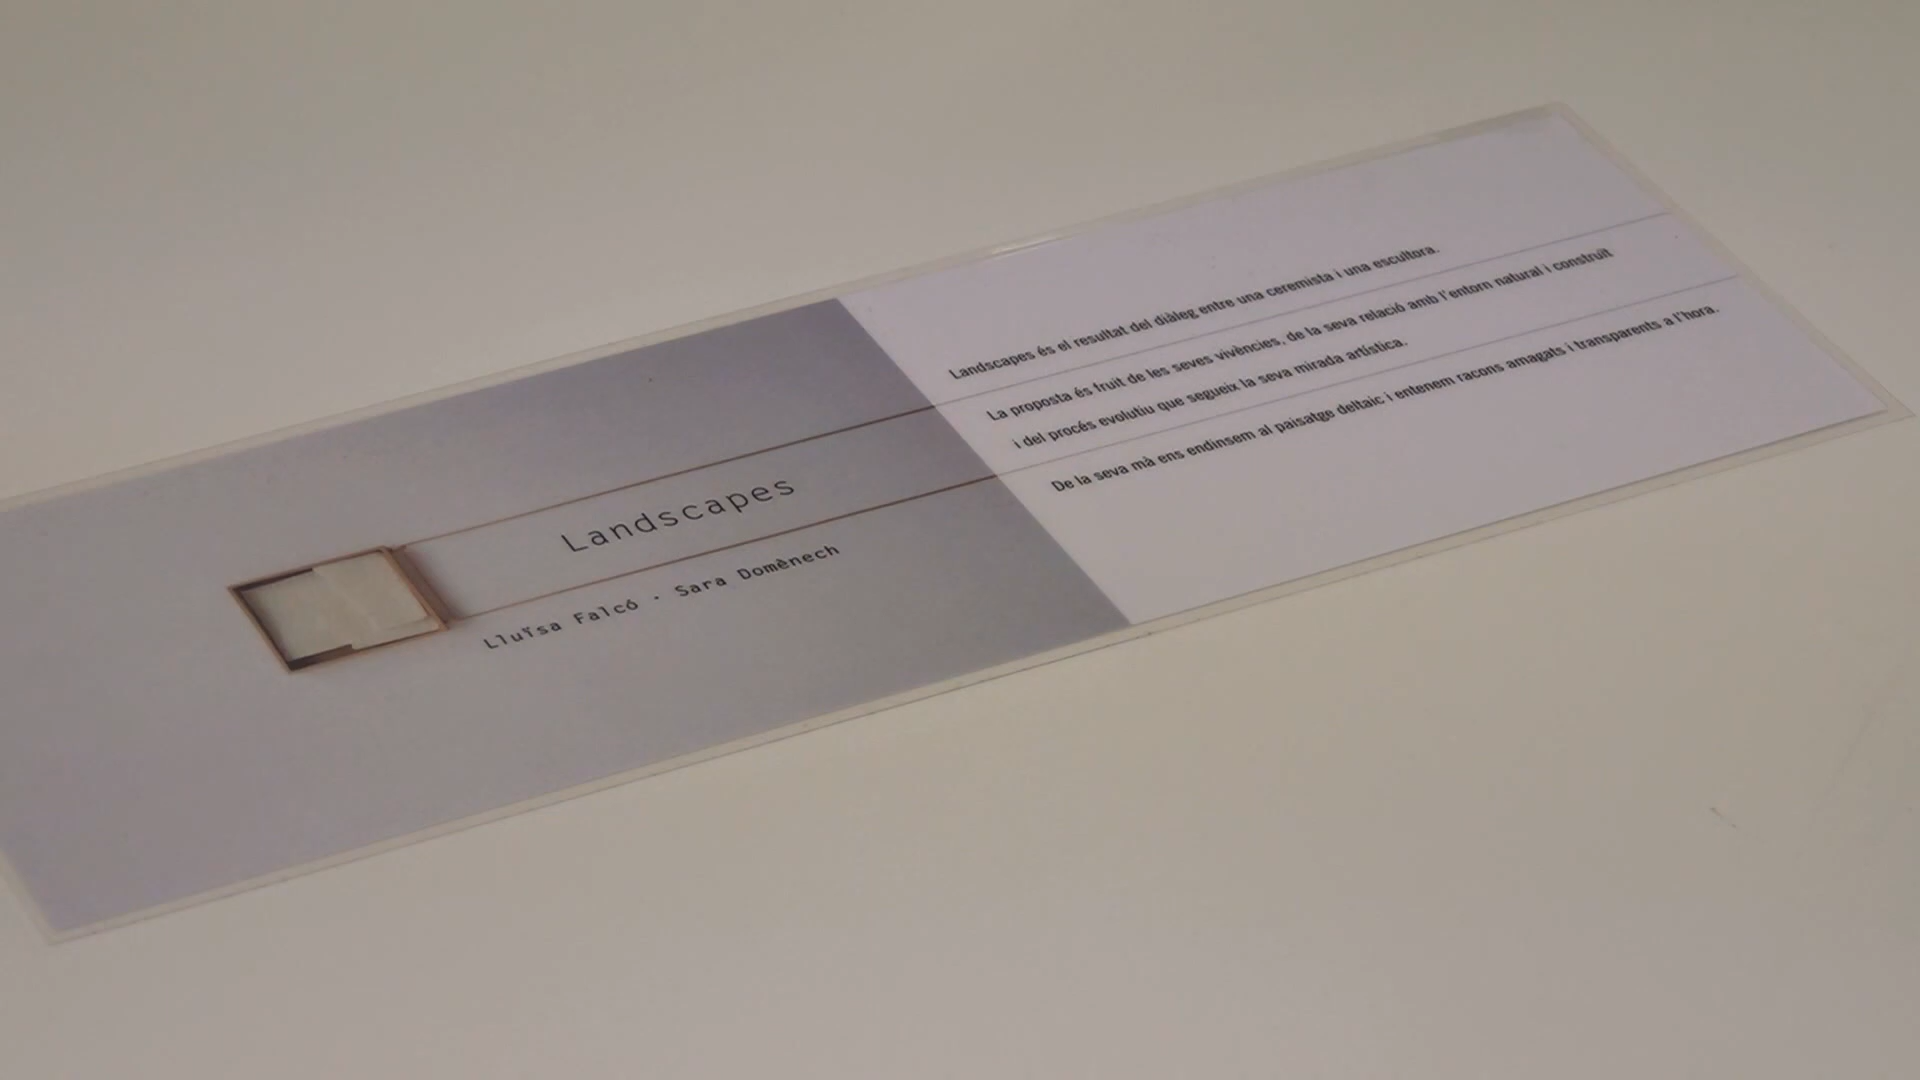 Landscapes
Lluïsa Falcó · Sara Domènech
Landscapes és el resultat del diàleg entre una ceremista i una escultora.
La proposta és fruit de les seves vivències, de la seva relació amb l'entorn natural i construït
i del procés evolutiu que segueix la seva mirada artística.
De la seva mà ens endinsem al paisatge deltaic i entenem racons amagats i transparents a l'hora.